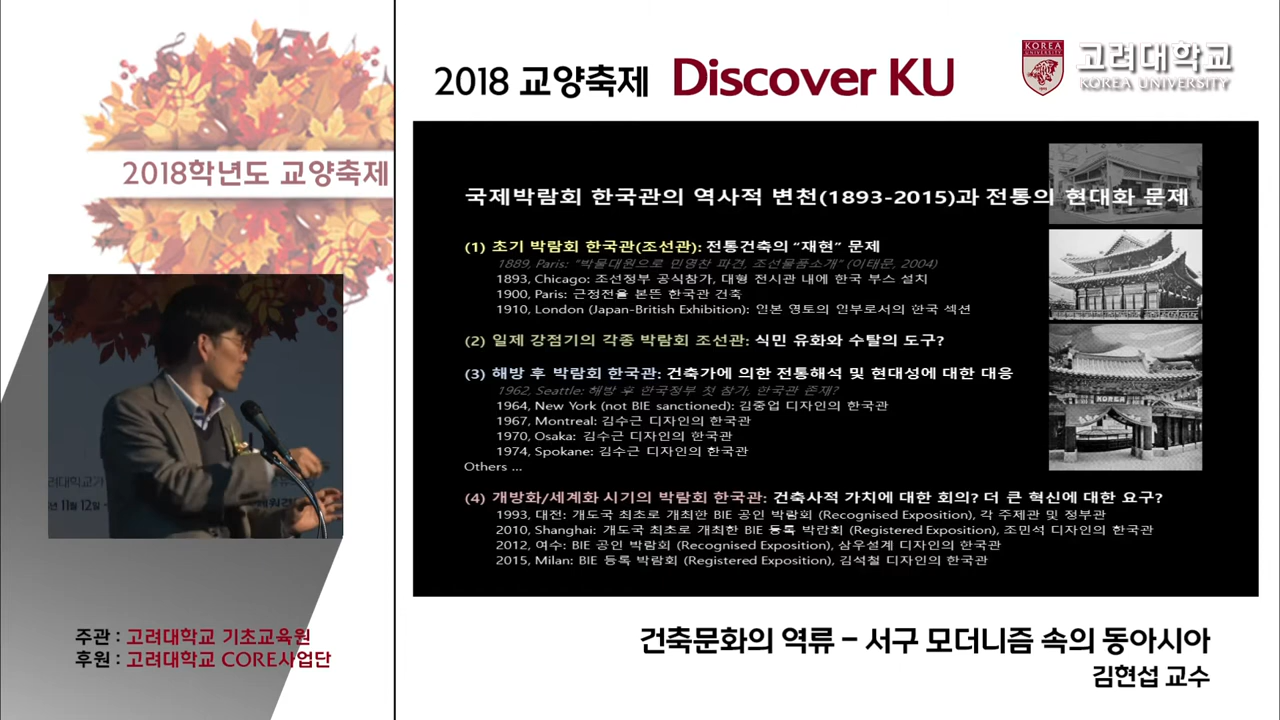 2018학년도 교양축제
려대학교가
년 11월 12일 -
주관 : 고려대학교 기초교육원
후원 : 고려대학교 CORE사업단
2018 교양축제 Discover KU
KOREA
UNIVERSITY
고려대학교
KOREA UNIVERSITY
국제박람회 한국관의 역사적 변천(1893-2015)과 전통의 현대화 문제
(1) 초기 박람회 한국관(조선관): 전통건축의 “재현” 문제
1889, Paris: “박물대원으로 민영찬 파견, 조선물품소개” (이태문, 2004)
1893, Chicago: 조선정부 공식참가, 대형 전시관 내에 한국 부스 설치
1900, Paris: 근정전을 본뜬 한국관 건축
1910, London (Japan-British Exhibition): 일본 영토의 일부로서의 한국 섹션
(2) 일제 강점기의 각종 박람회 조선관: 식민 유화와 수탈의 도구?
(3) 해방 후 박람회 한국관: 건축가에 의한 전통해석 및 현대성에 대한 대응
1962, Seattle: 해방 후 한국정부 첫 참가, 한국관 존재?
1964, New York (not BIE sanctioned): 김중업 디자인의 한국관
1967, Montreal: 김수근 디자인의 한국관
1970, Osaka: 김수근 디자인의 한국관
1974, Spokane: 김수근 디자인의 한국관
Others ...
(4) 개방화/세계화 시기의 박람회 한국관: 건축사적 가치에 대한 회의? 더 큰 혁신에 대한 요구?
1993, 대전: 개도국 최초로 개최한 BIE 공인 박람회 (Recognised Exposition), 각 주제관 및 정부관
2010, Shanghai: 개도국 최초로 개최한 BIE 등록 박람회 (Registered Exposition), 조민석 디자인의 한국관
2012, 여수: BIE 공인 박람회 (Recognised Exposition), 삼우설계 디자인의 한국관
2015, Milan: BIE 등록 박람회 (Registered Exposition), 김석철 디자인의 한국관
KOREA
건축문화의 역류 – 서구 모더니즘 속의 동아시아
김현섭 교수